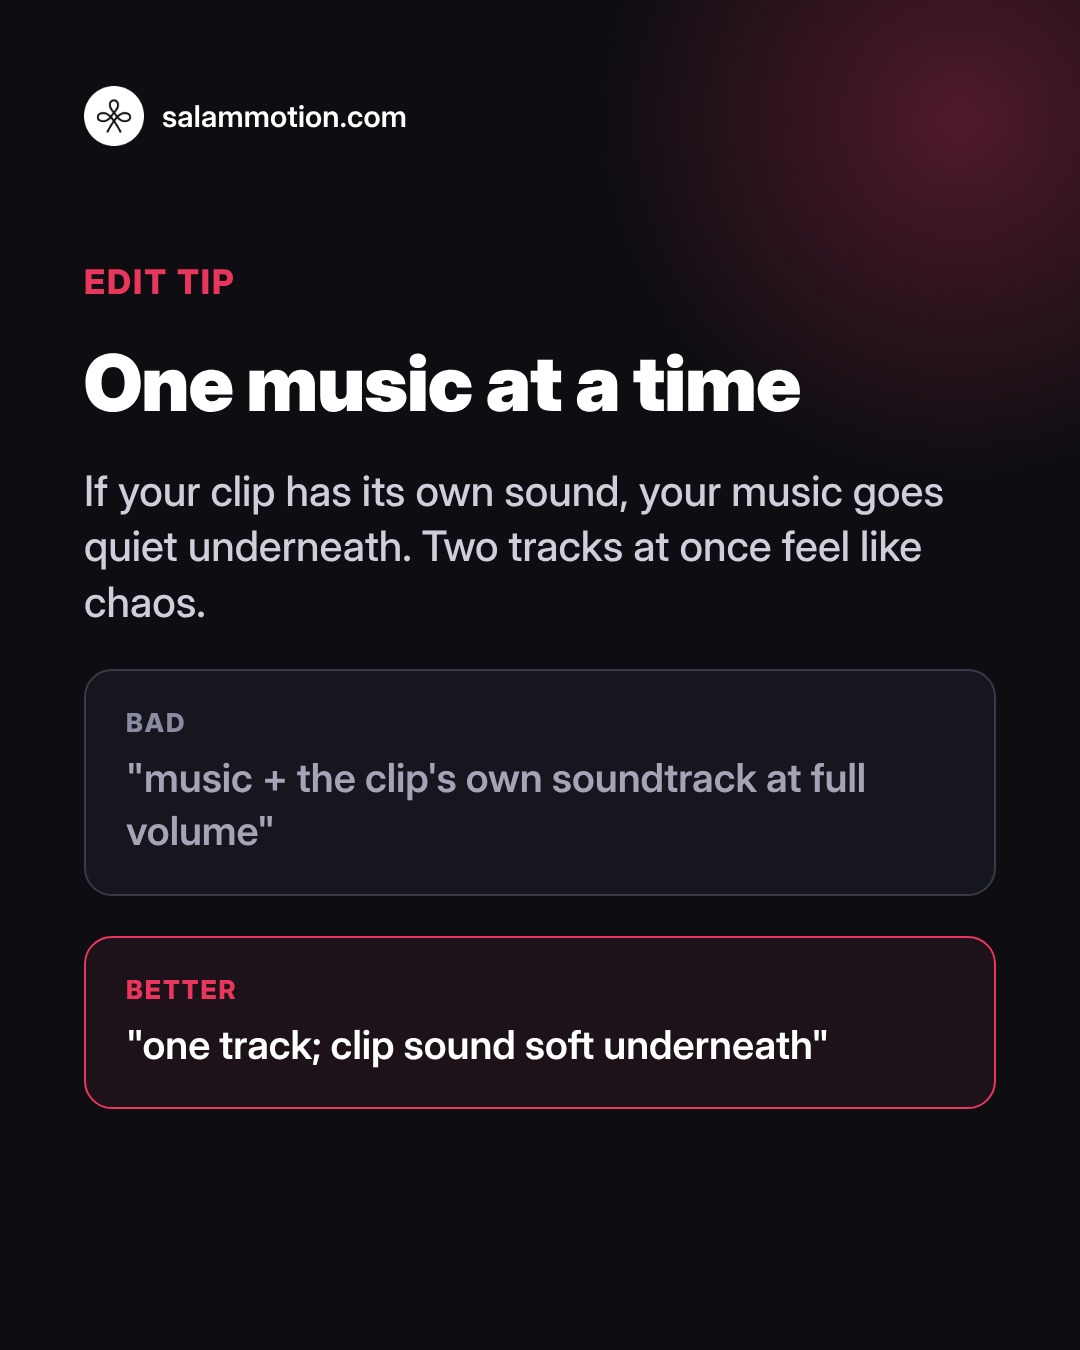 salammotion.com
EDIT TIP
One music at a time
If your clip has its own sound, your music goes
quiet underneath. Two tracks at once feel like
chaos.
BAD
"music + the clip's own soundtrack at full
volume"
BETTER
"one track; clip sound soft underneath"